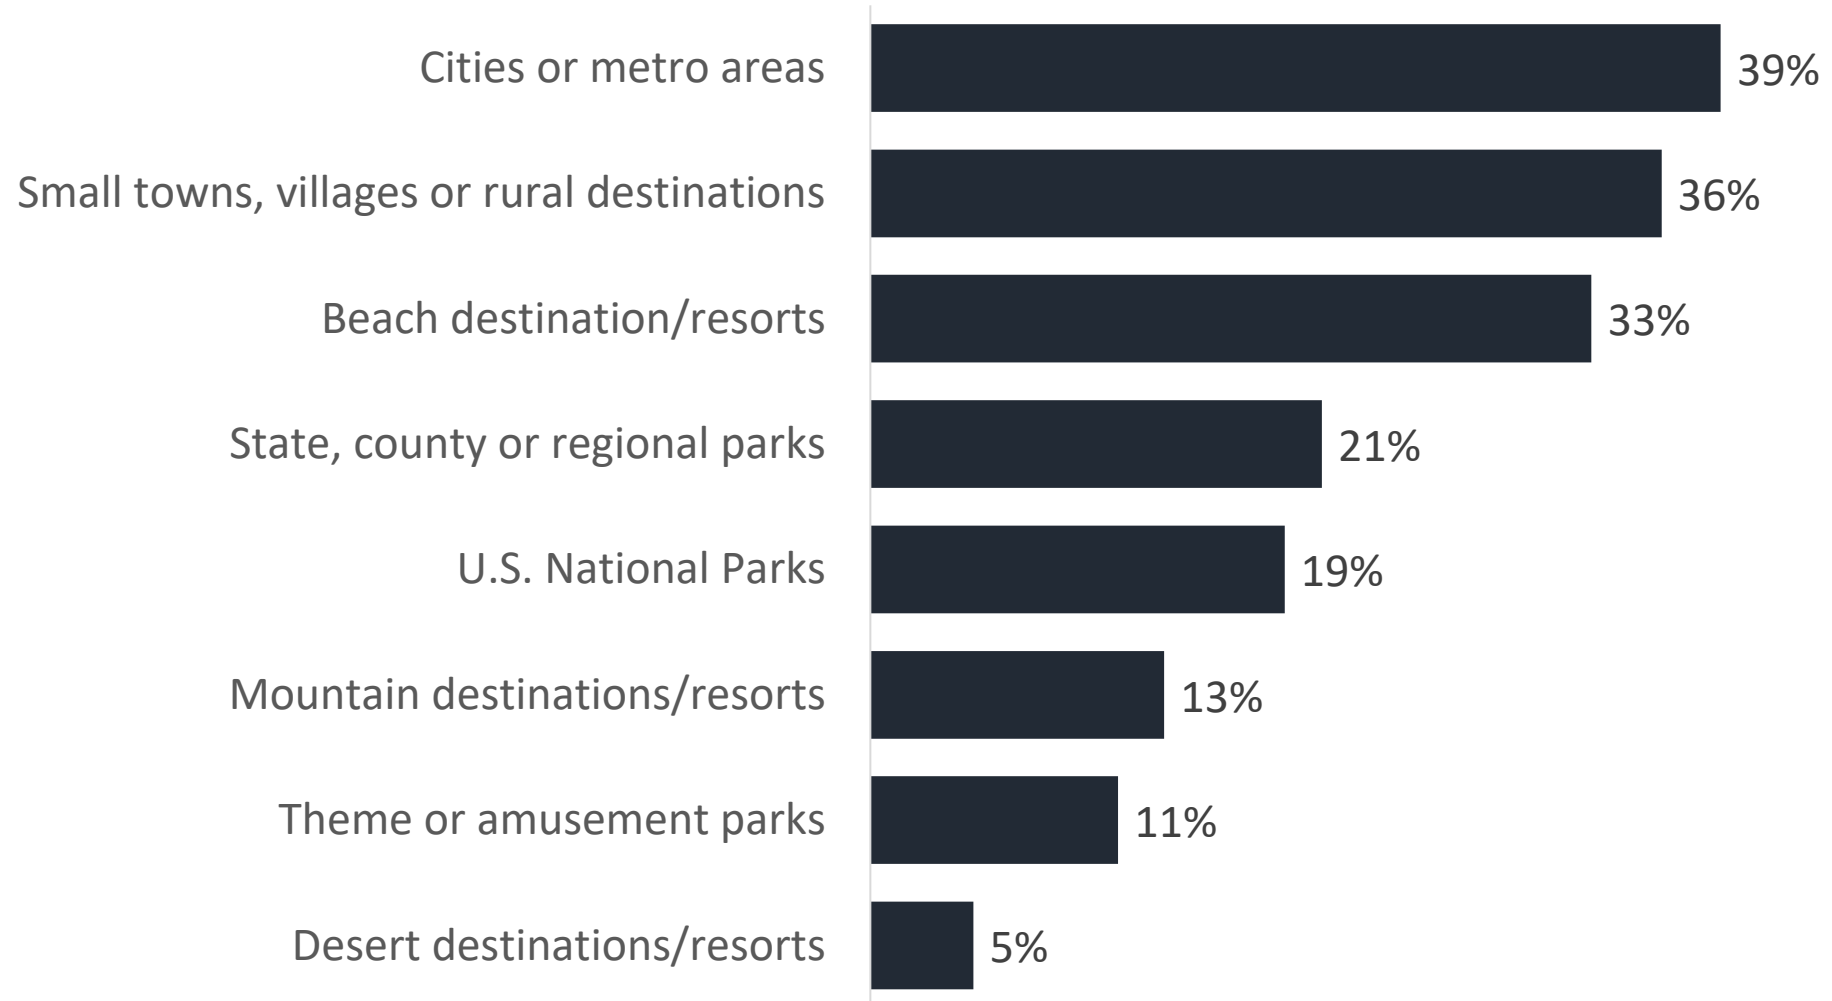 Cities or metro areas 39%
Small towns, villages or rural destinations 36%
Beach destination/resorts 33%
State, county or regional parks 21%
U.S. National Parks 19%
Mountain destinations/resorts 13%
Theme or amusement parks 11%
Desert destinations/resorts 5%